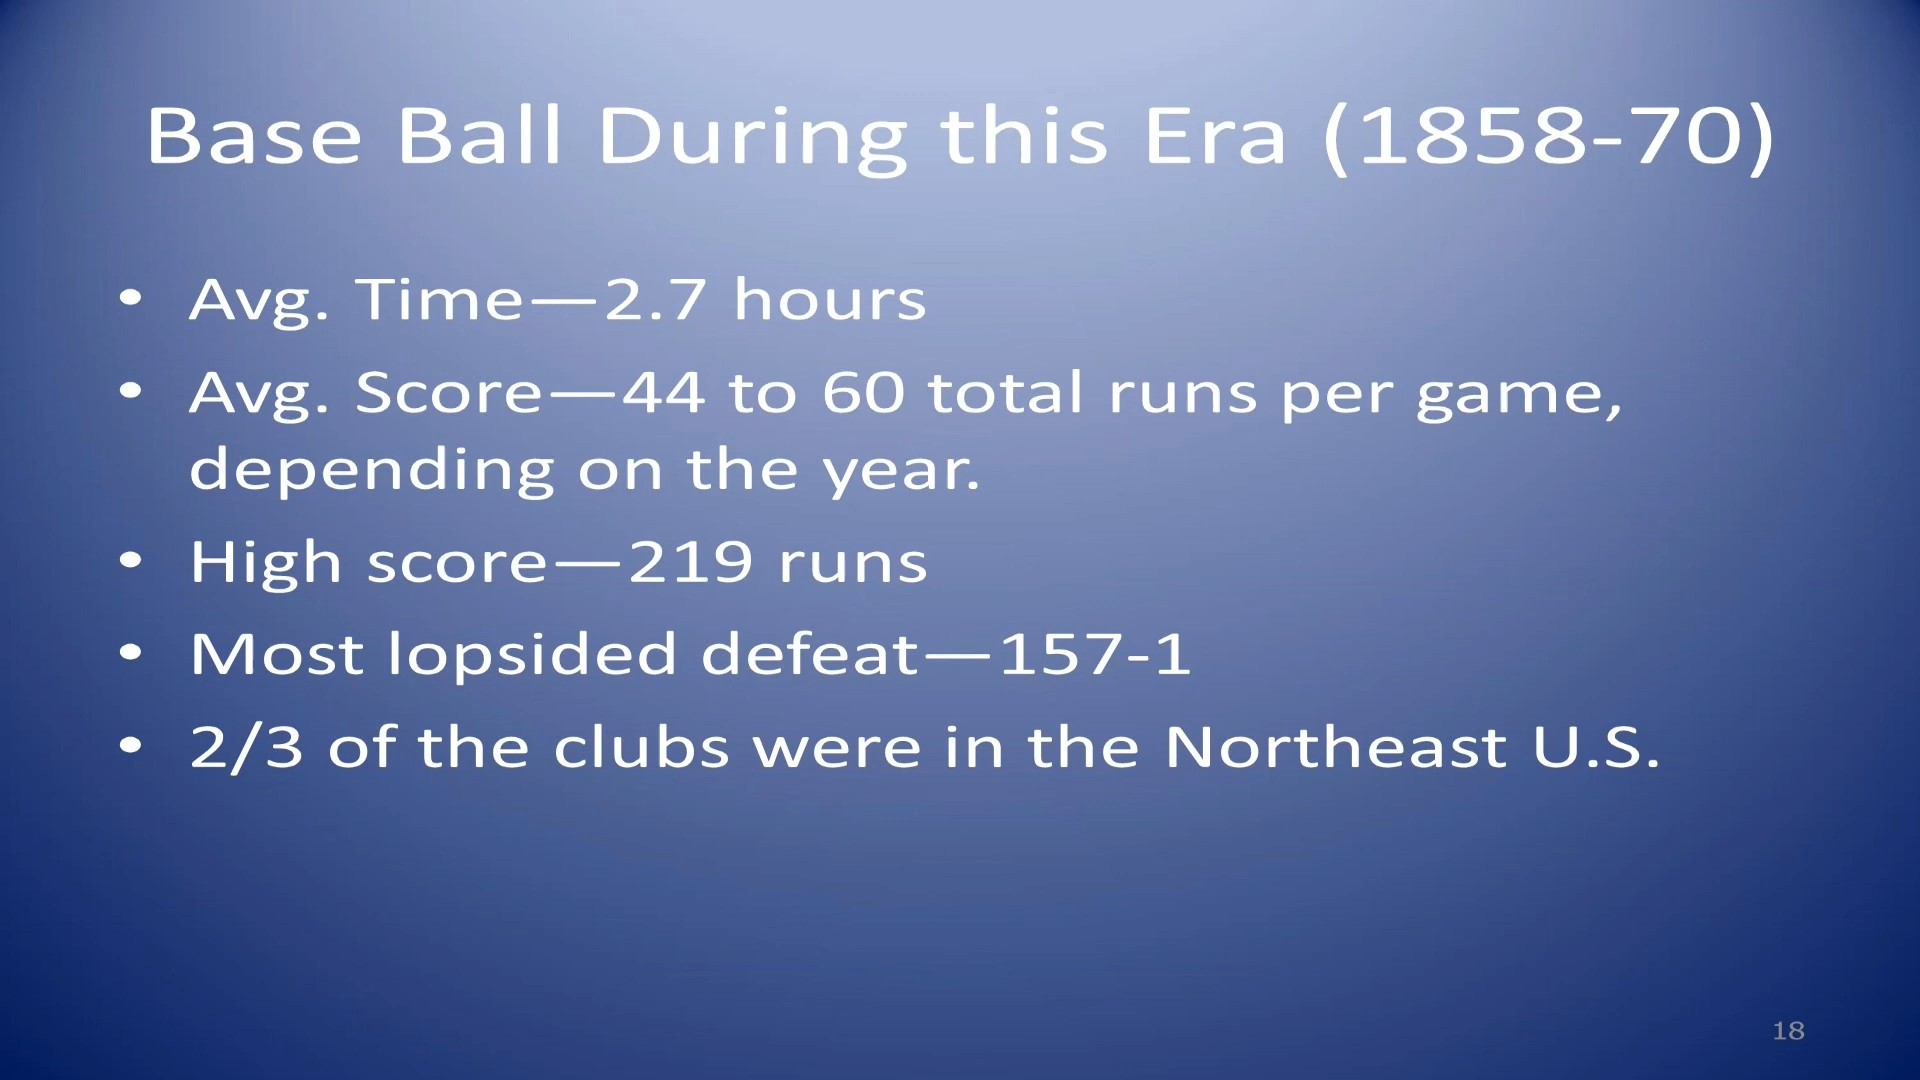 Base Ball During this Era (1858-70)
• Avg. Time—2.7 hours
• Avg. Score—44 to 60 total runs per game,
depending on the year.
• High score—219 runs
• Most lopsided defeat—157-1
• 2/3 of the clubs were in the Northeast U.S.
18